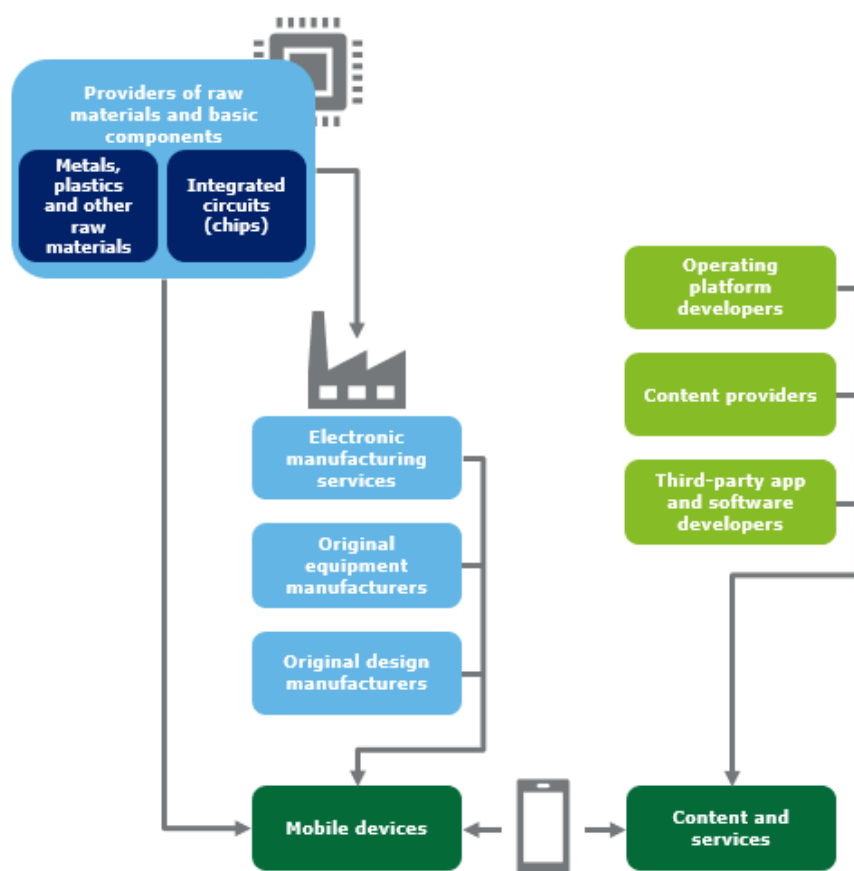 Providers of raw
materials and basic
components
Metals,
plastics
and other
raw
materials
Integrated
circuits
(chips)
Operating
platform
developers
Content providers
Electronic
manufacturing
services
Third-party app
and software
developers
Original
equipment
manufacturers
Original design
manufacturers
Mobile devices
Content and
services